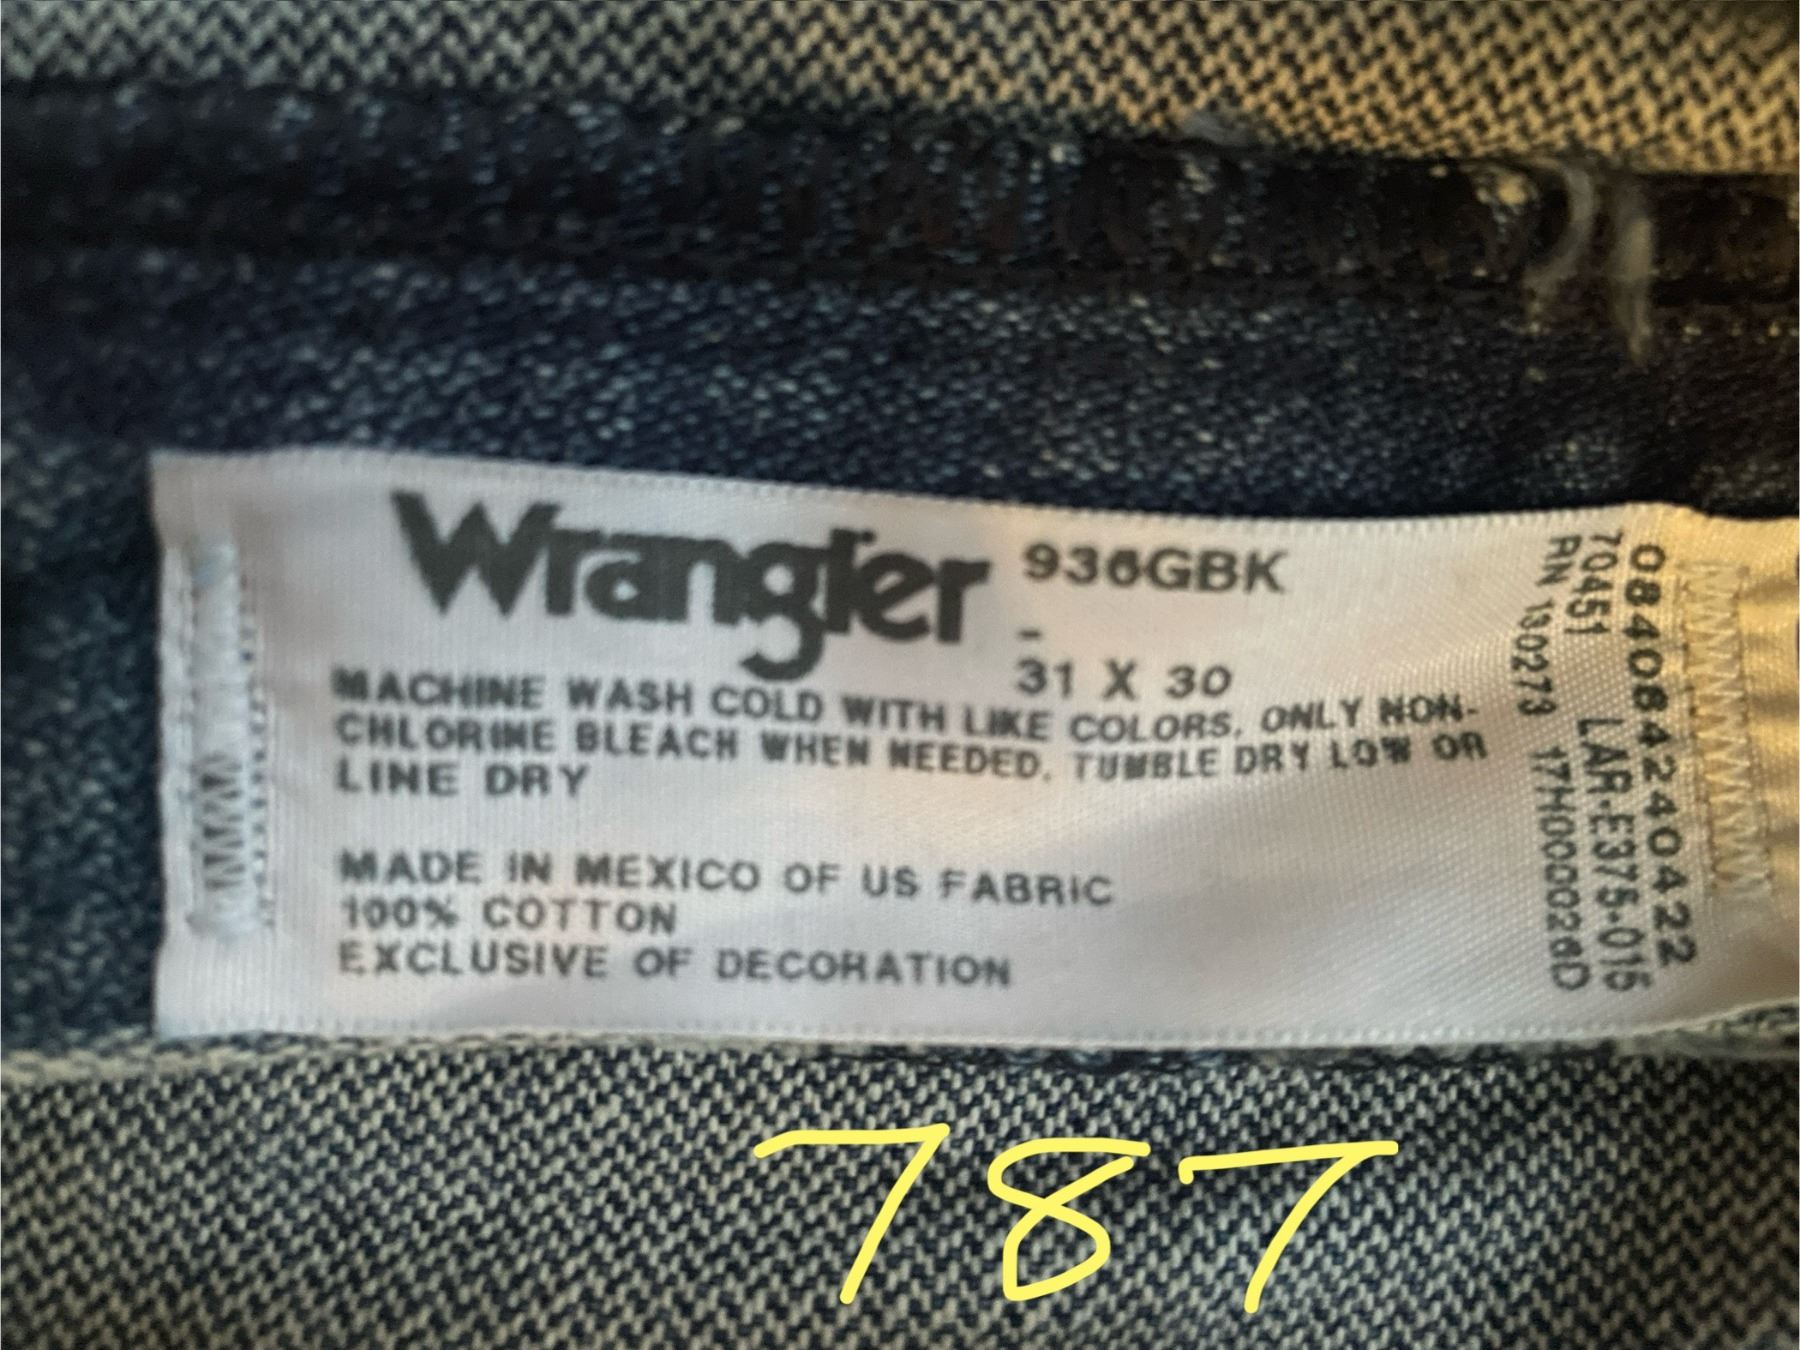 Wrangler 936GBK
-
31 X 30
MACHINE WASH COLD WITH LIKE COLORS. ONLY NON-
CHLORINE BLEACH WHEN NEEDED. TUMBLE DRY LOW OR
LINE DRY
MADE IN MEXICO OF US FABRIC
100% COTTON
EXCLUSIVE OF DECORATION
084084240422
70451 LAR-E375-015
RN 130273 17H000026D
787